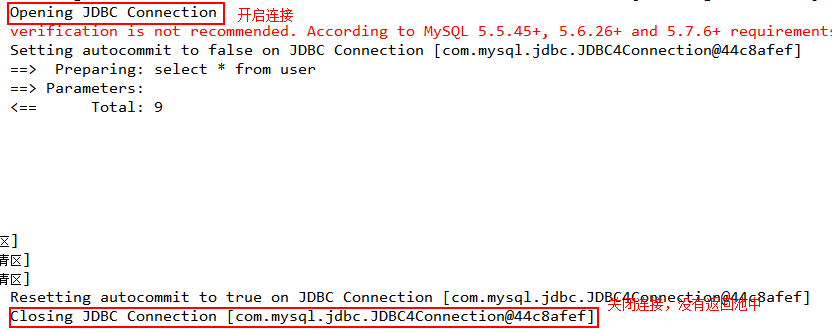 Opening JDBC Connection 开启连接
verification is not recommended. According to MySQL 5.5.45+, 5.6.26+ and 5.7.6+ requirements
Setting autocommit to false on JDBC Connection [com.mysql.jdbc.JDBC4Connection@44c8afef]
==>  Preparing: select * from user
==> Parameters:
<==      Total: 9
区]
青区]
青区]
Resetting autocommit to true on JDBC Connection [com.mysql.jdbc.JDBC4Connection@44c8afef]
关闭连接，没有返回池中
Closing JDBC Connection [com.mysql.jdbc.JDBC4Connection@44c8afef]